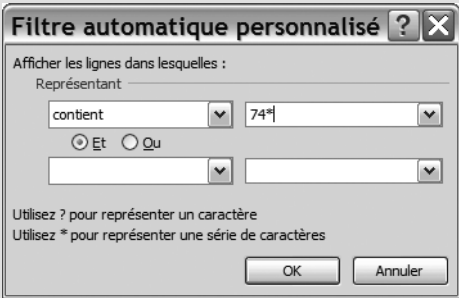 Filtre automatique personnalisé ? X
Afficher les lignes dans lesquelles :
Représentant
contient 74*
Et Ou
Utilisez ? pour représenter un caractère
Utilisez * pour représenter une série de caractères
OK Annuler